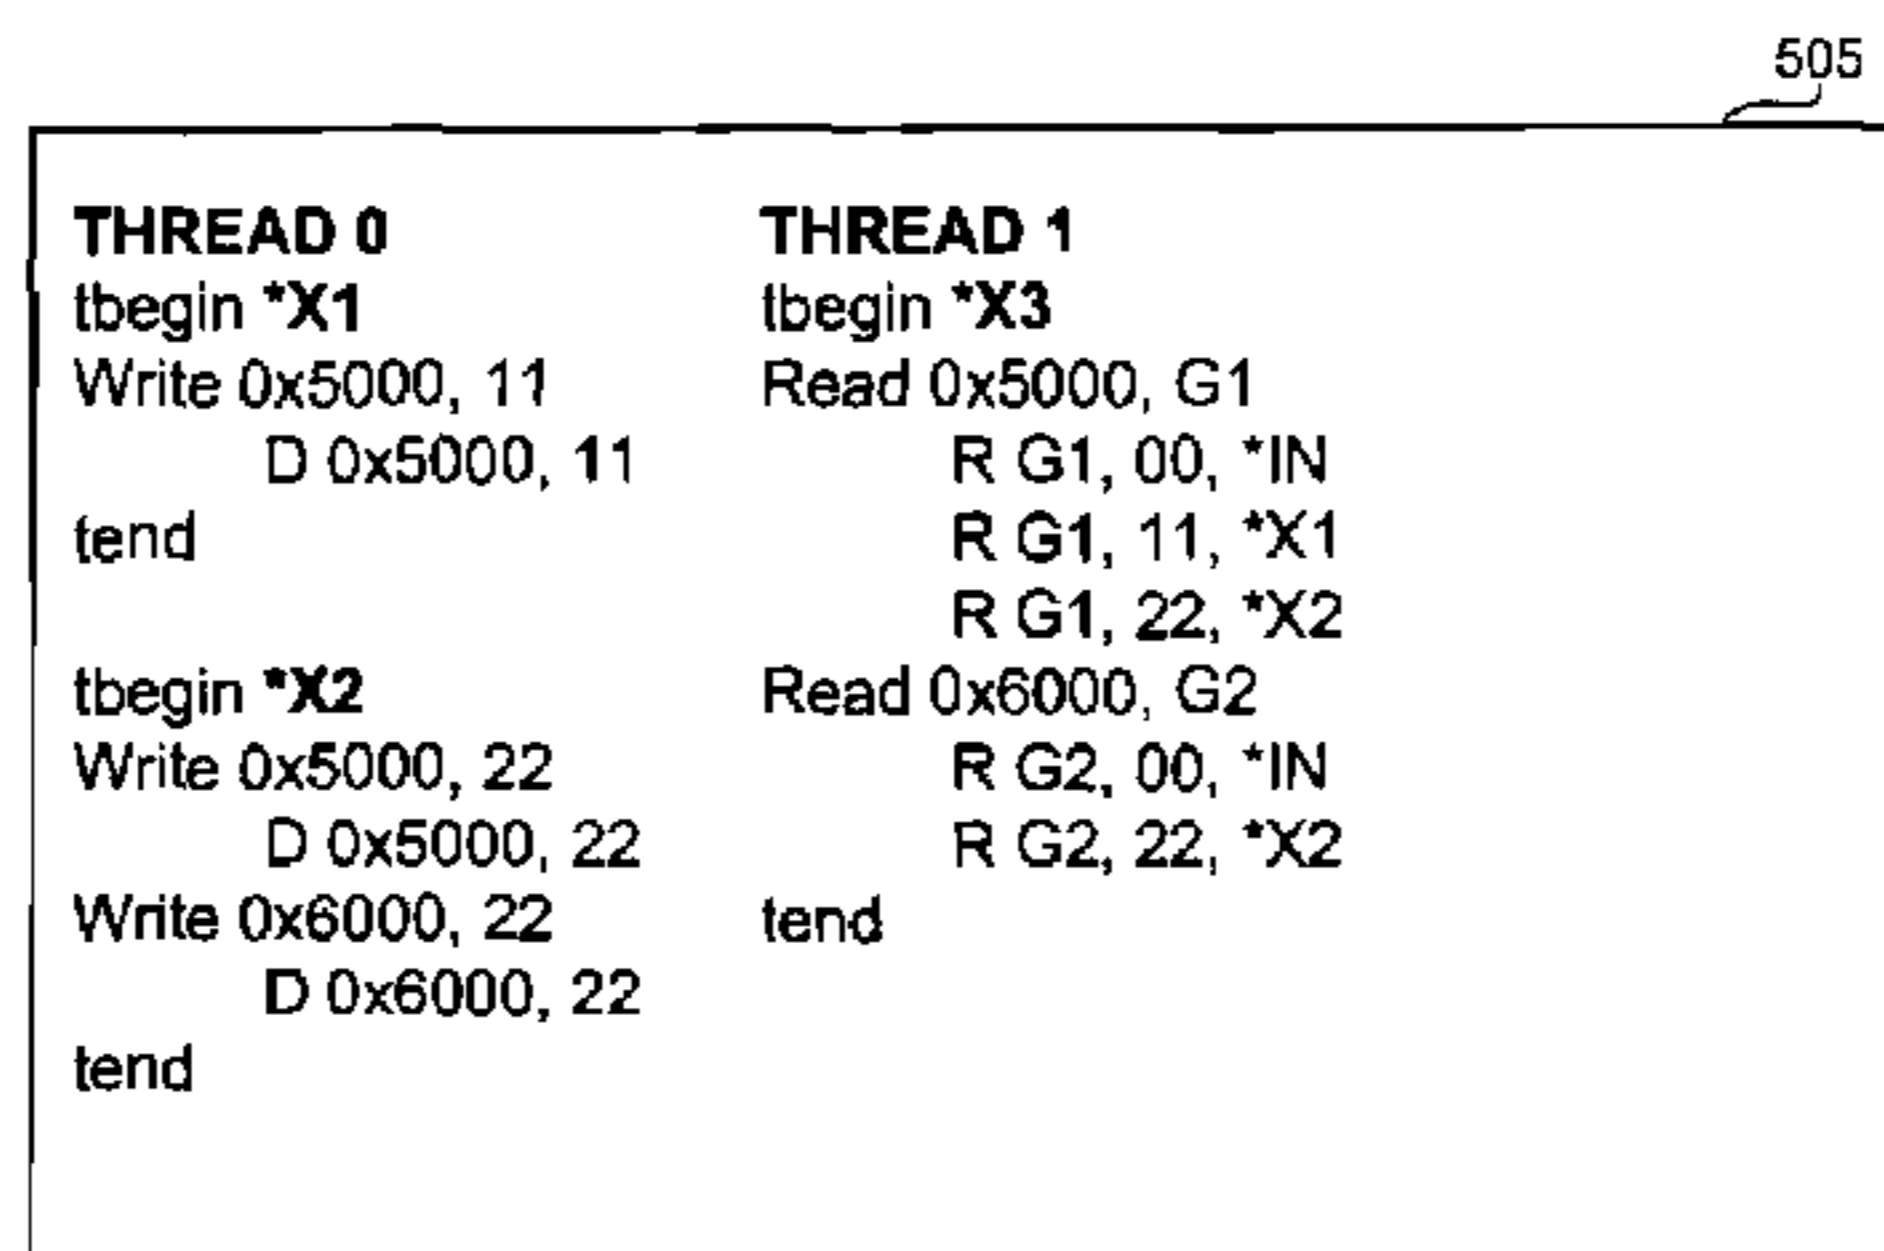 505
THREAD 0
tbegin *X1
Write 0x5000, 11
D 0x5000, 11
tend
tbegin *X2
Write 0x5000, 22
D 0x5000, 22
Write 0x6000, 22
D 0x6000, 22
tend
THREAD 1
tbegin *X3
Read 0x5000, G1
R G1, 00, *IN
R G1, 11, *X1
R G1, 22, *X2
Read 0x6000, G2
R G2, 00, *IN
R G2, 22, *X2
tend